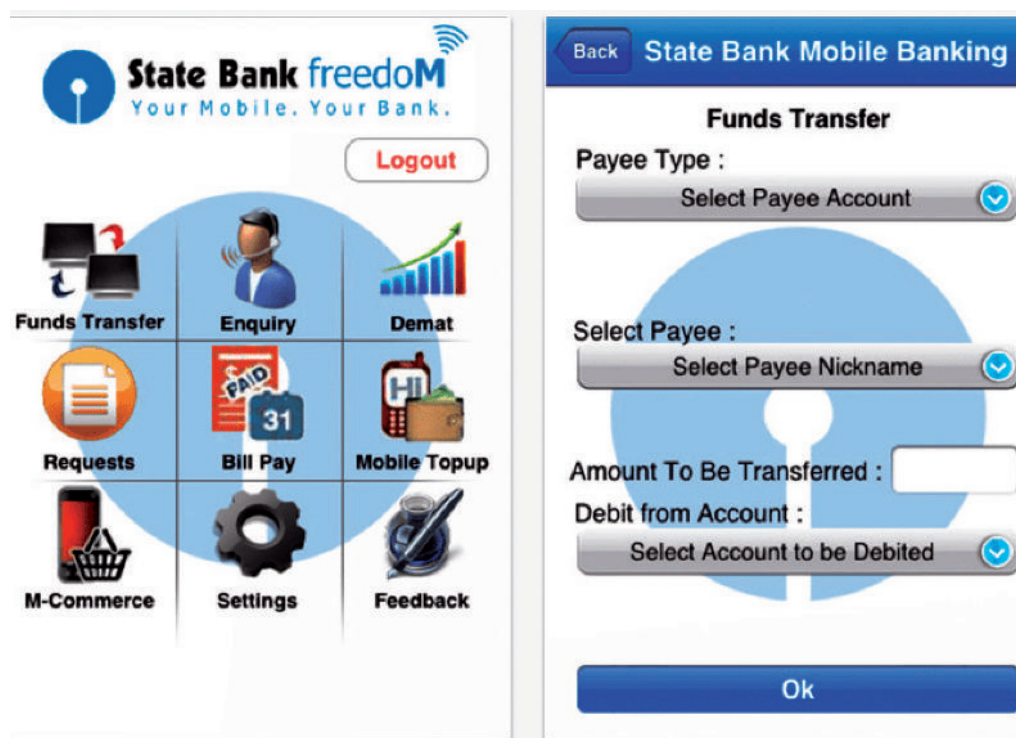 State Bank freedoM
Your Mobile. Your Bank.
Logout
Funds Transfer
Enquiry
Demat
Requests
PAID
31
Bill Pay
Hi
Mobile Topup
M-Commerce
Settings
Feedback
Back
State Bank Mobile Banking
Funds Transfer
Payee Type :
Select Payee Account
Select Payee :
Select Payee Nickname
Amount To Be Transferred :
Debit from Account :
Select Account to be Debited
Ok